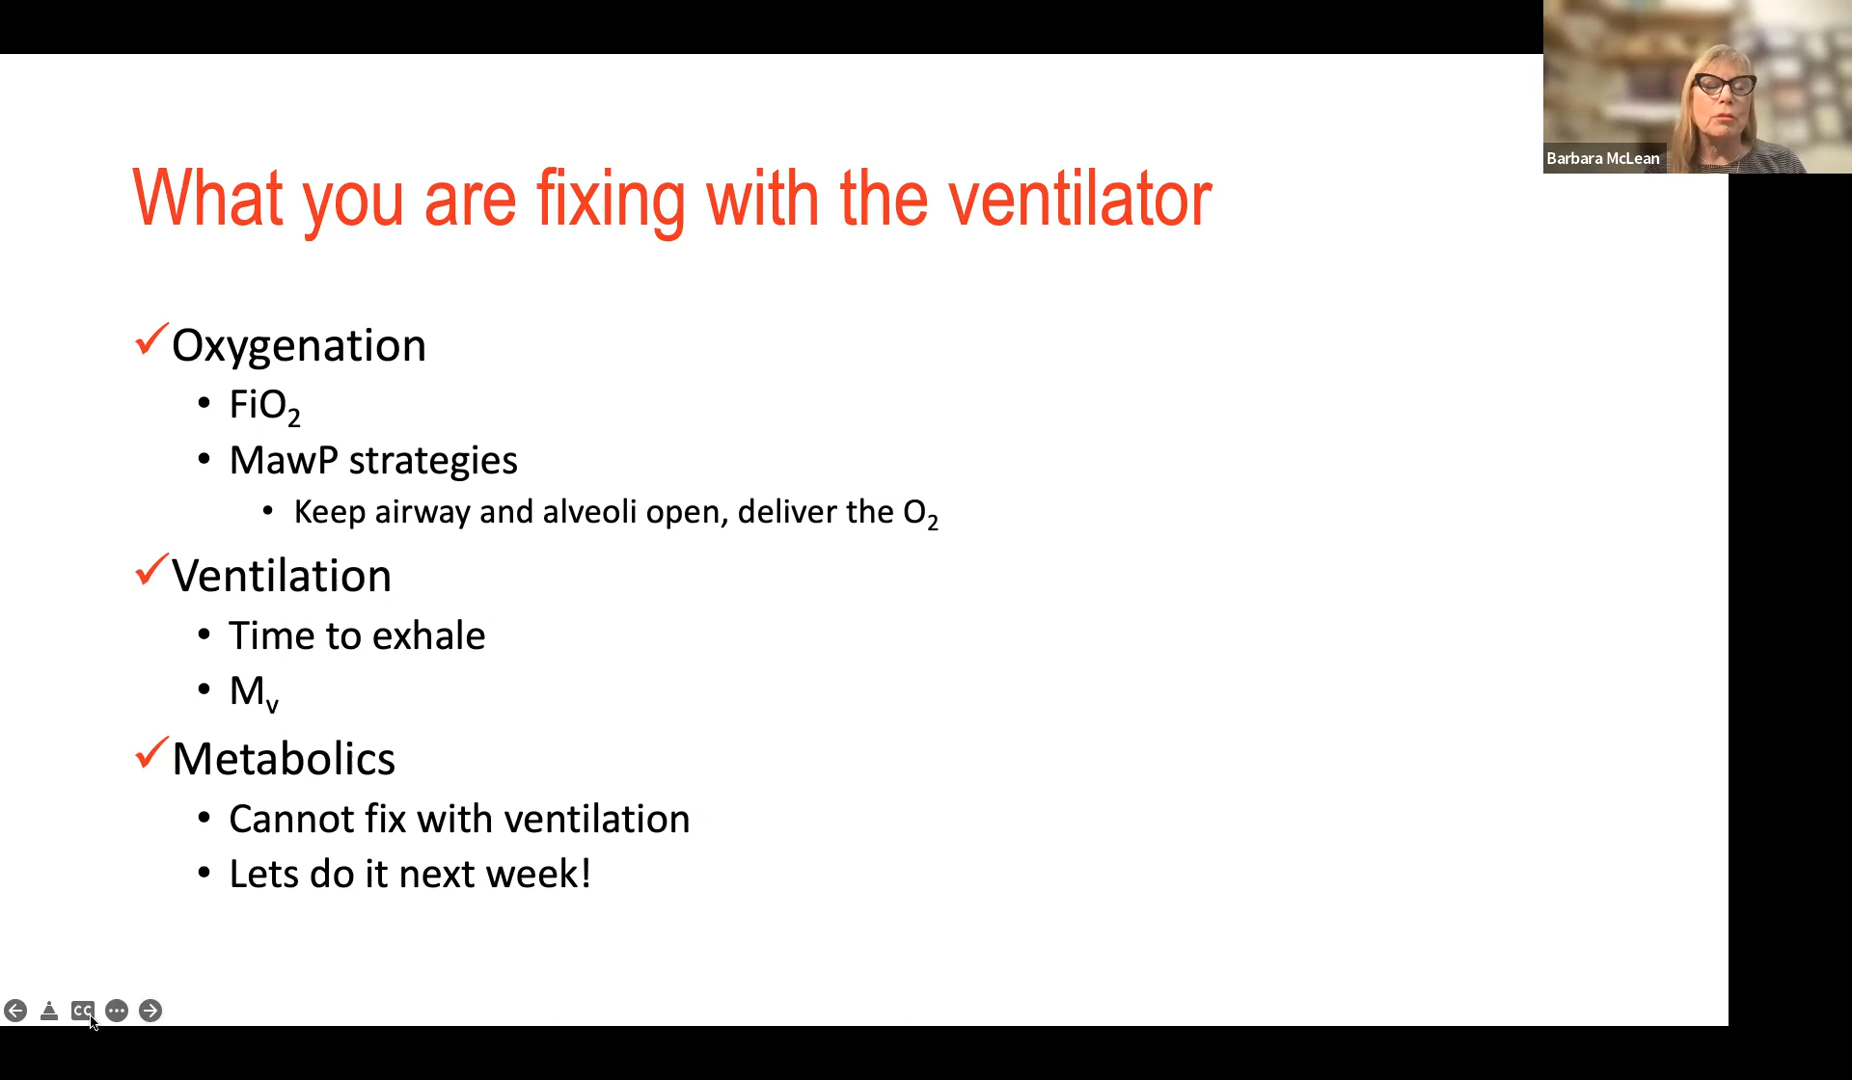 Barbara McLean
What you are fixing with the ventilator
✓Oxygenation
• FiO₂
• MawP strategies
• Keep airway and alveoli open, deliver the O₂
✓Ventilation
• Time to exhale
• Mᵥ
✓Metabolics
• Cannot fix with ventilation
• Lets do it next week!
CC